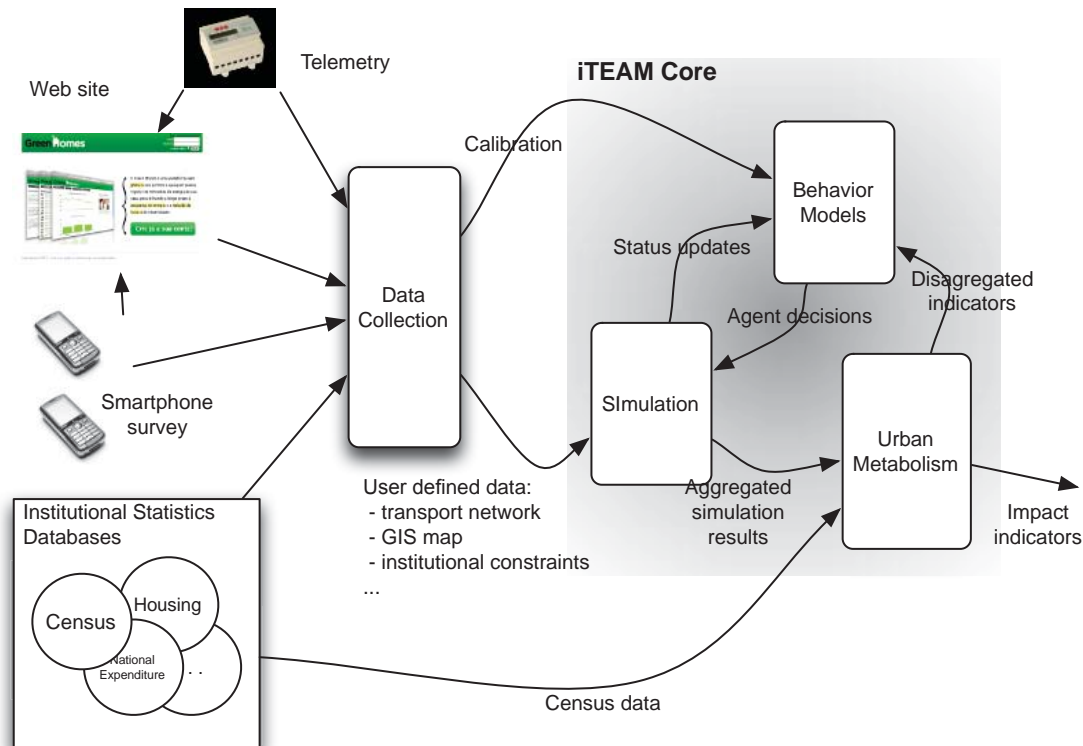 Telemetry
iTEAM Core
Web site
GreenHomes
Calibration
Behavior
Models
Status updates
Data
Collection
Disagregated
indicators
Agent decisions
SImulation
Smartphone
survey
Urban
Metabolism
User defined data:
- transport network
- GIS map
- institutional constraints
...
Aggregated
simulation
results
Impact
indicators
Institutional Statistics
Databases
Housing
Census
National
Expenditure
. .
Census data